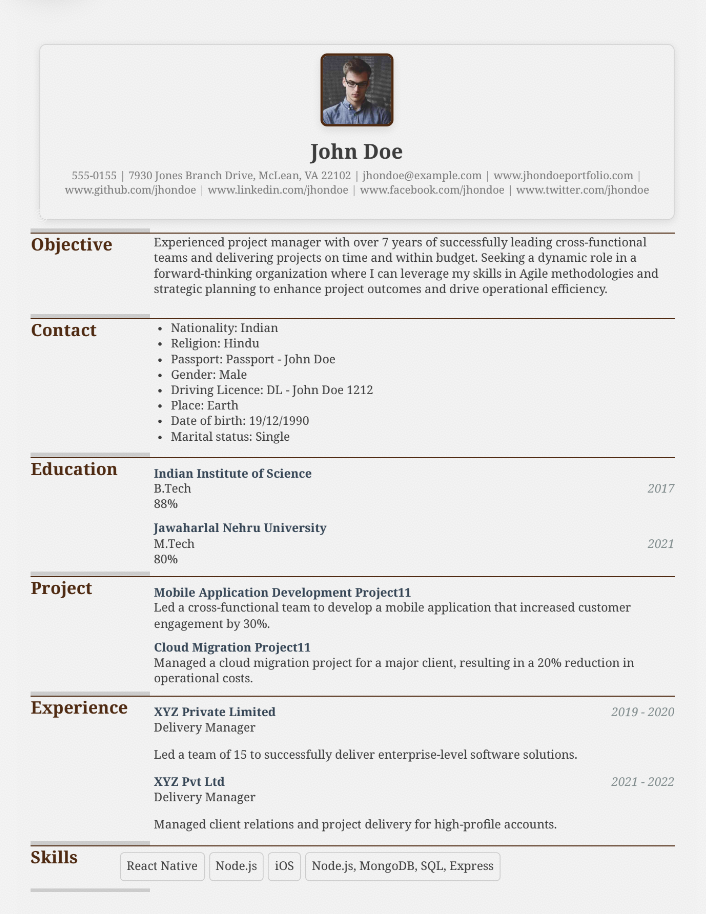 John Doe
555-0155 | 7930 Jones Branch Drive, McLean, VA 22102 | jhondoe@example.com | www.jhondoeportfolio.com |
www.github.com/jhondoe | www.linkedin.com/jhondoe | www.facebook.com/jhondoe | www.twitter.com/jhondoe
Objective
Experienced project manager with over 7 years of successfully leading cross-functional
teams and delivering projects on time and within budget. Seeking a dynamic role in a
forward-thinking organization where I can leverage my skills in Agile methodologies and
strategic planning to enhance project outcomes and drive operational efficiency.
Contact
• Nationality: Indian
• Religion: Hindu
• Passport: Passport - John Doe
• Gender: Male
• Driving Licence: DL - John Doe 1212
• Place: Earth
• Date of birth: 19/12/1990
• Marital status: Single
Education
Indian Institute of Science
B.Tech 2017
88%
Jawaharlal Nehru University
M.Tech 2021
80%
Project
Mobile Application Development Project11
Led a cross-functional team to develop a mobile application that increased customer
engagement by 30%.
Cloud Migration Project11
Managed a cloud migration project for a major client, resulting in a 20% reduction in
operational costs.
Experience
XYZ Private Limited 2019 - 2020
Delivery Manager
Led a team of 15 to successfully deliver enterprise-level software solutions.
XYZ Pvt Ltd 2021 - 2022
Delivery Manager
Managed client relations and project delivery for high-profile accounts.
Skills
React Native Node.js iOS Node.js, MongoDB, SQL, Express